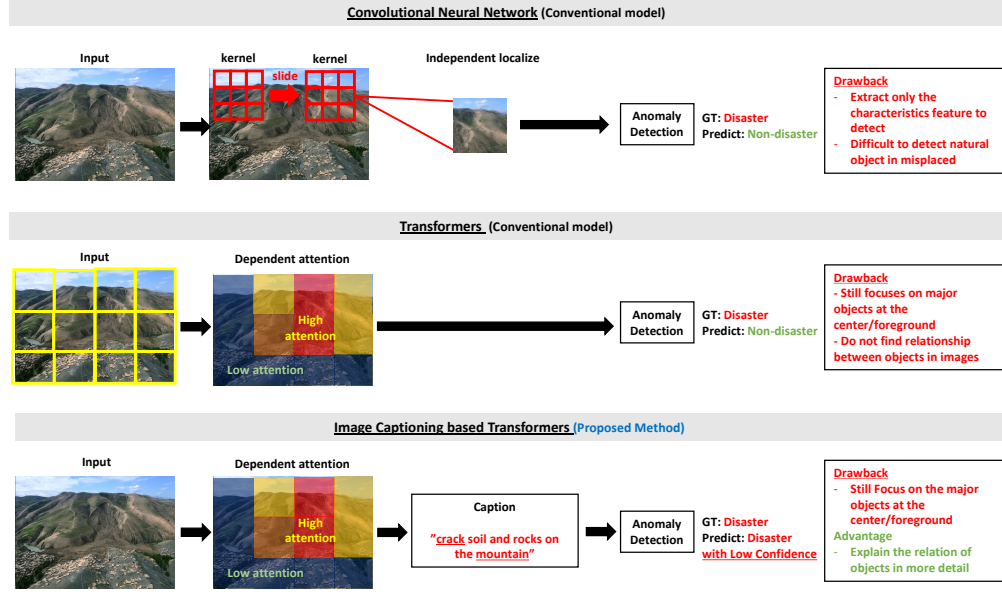 Convolutional Neural Network (Conventional model)
Input
kernel
kernel
Independent localize
slide
Anomaly
Detection
GT: Disaster
Predict: Non-disaster
Drawback
- Extract only the
characteristics feature to
detect
- Difficult to detect natural
object in misplaced
Transformers (Conventional model)
Input
Dependent attention
High
attention
Low attention
Anomaly
Detection
GT: Disaster
Predict: Non-disaster
Drawback
- Still focuses on major
objects at the
center/foreground
- Do not find relationship
between objects in images
Image Captioning based Transformers (Proposed Method)
Input
Dependent attention
High
attention
Low attention
Caption
"crack soil and rocks on
the mountain"
Anomaly
Detection
GT: Disaster
Predict: Disaster
with Low Confidence
Drawback
- Still Focus on the major
objects at the
center/foreground
Advantage
- Explain the relation of
objects in more detail